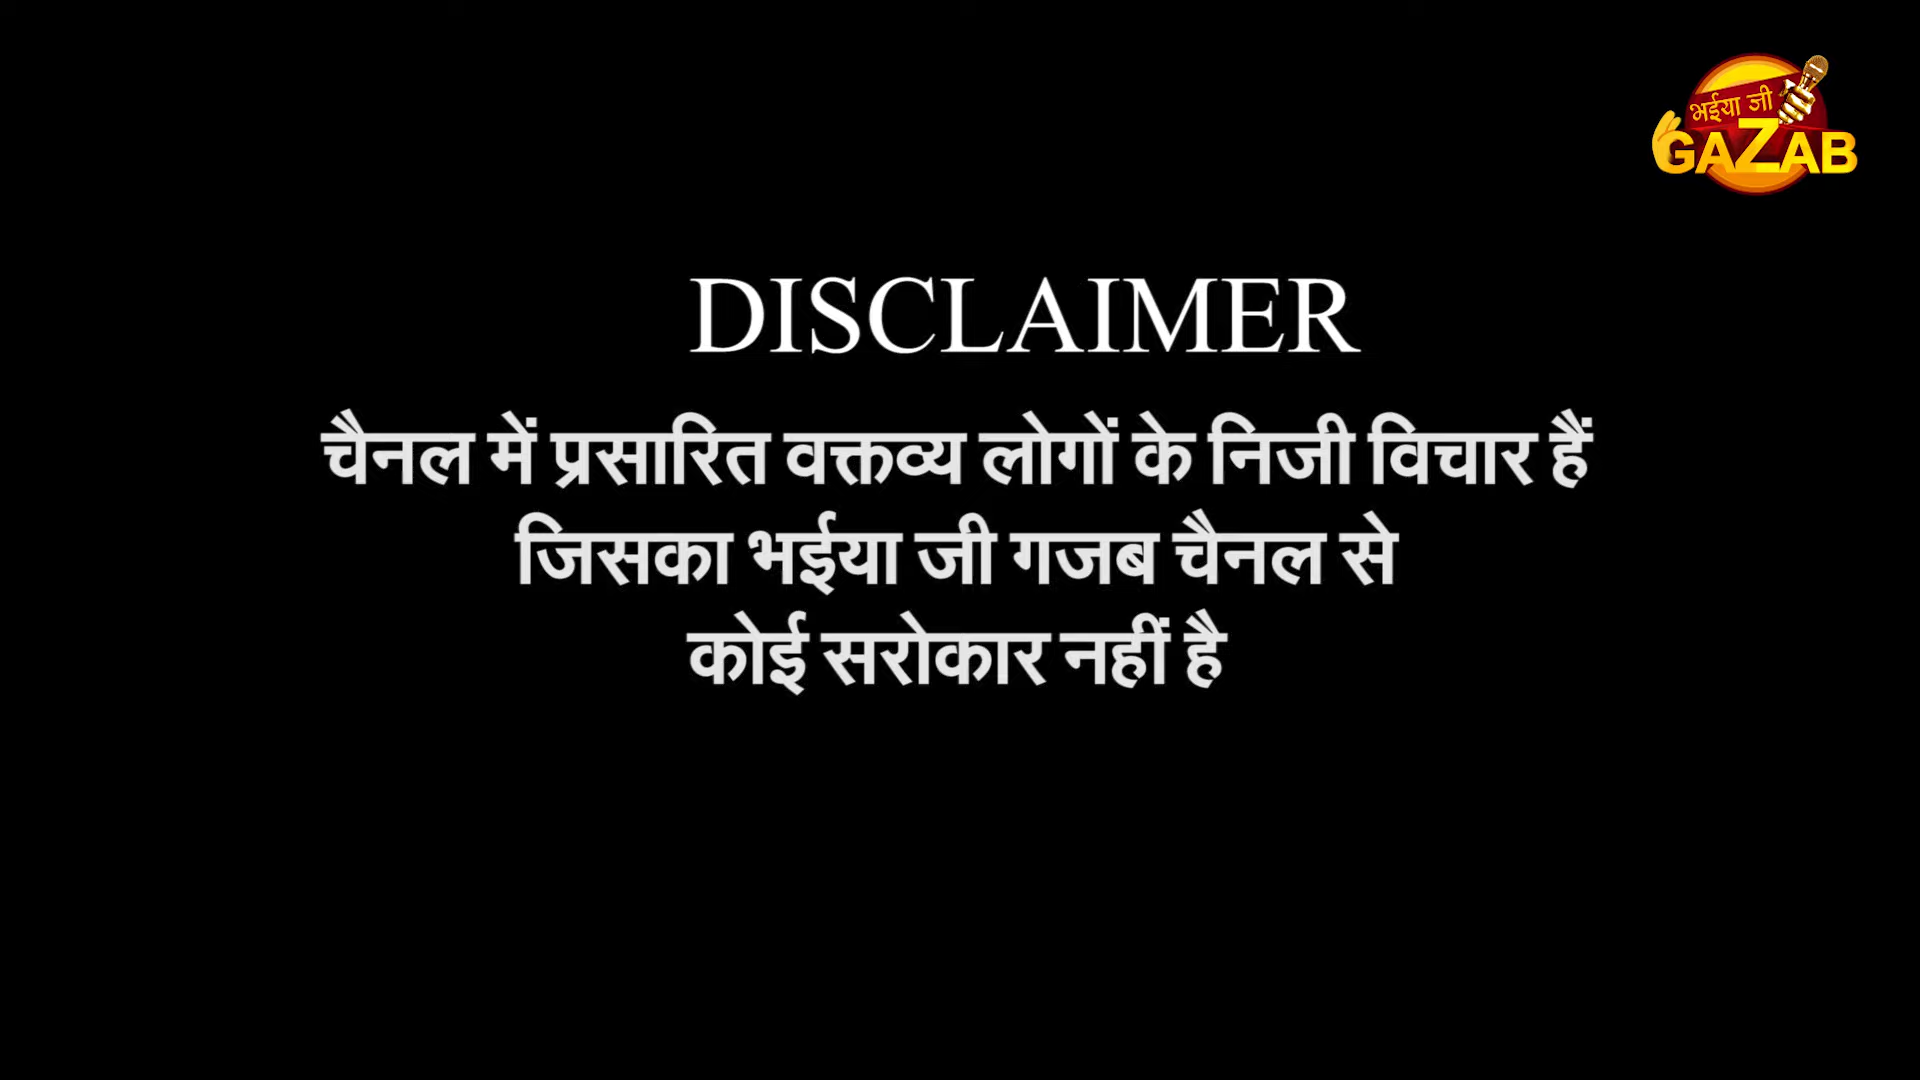 भईया जी
GAZAB
DISCLAIMER
चैनल में प्रसारित वक्तव्य लोगों के निजी विचार हैं
जिसका भईया जी गजब चैनल से
कोई सरोकार नहीं है